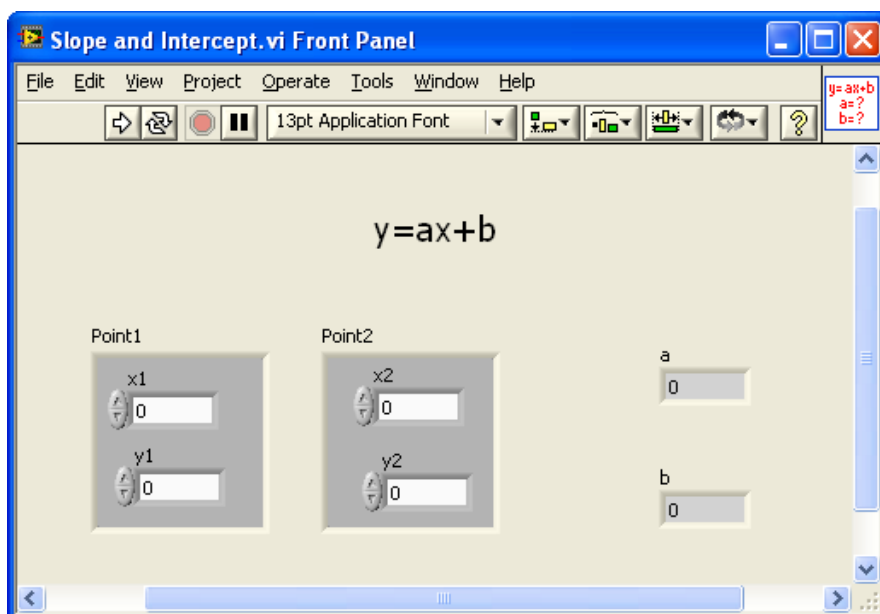 Slope and Intercept.vi Front Panel
File Edit View Project Operate Tools Window Help
y=ax+b
a=?
b=?
13pt Application Font
y=ax+b
Point1
x1
0
y1
0
Point2
x2
0
y2
0
a
0
b
0